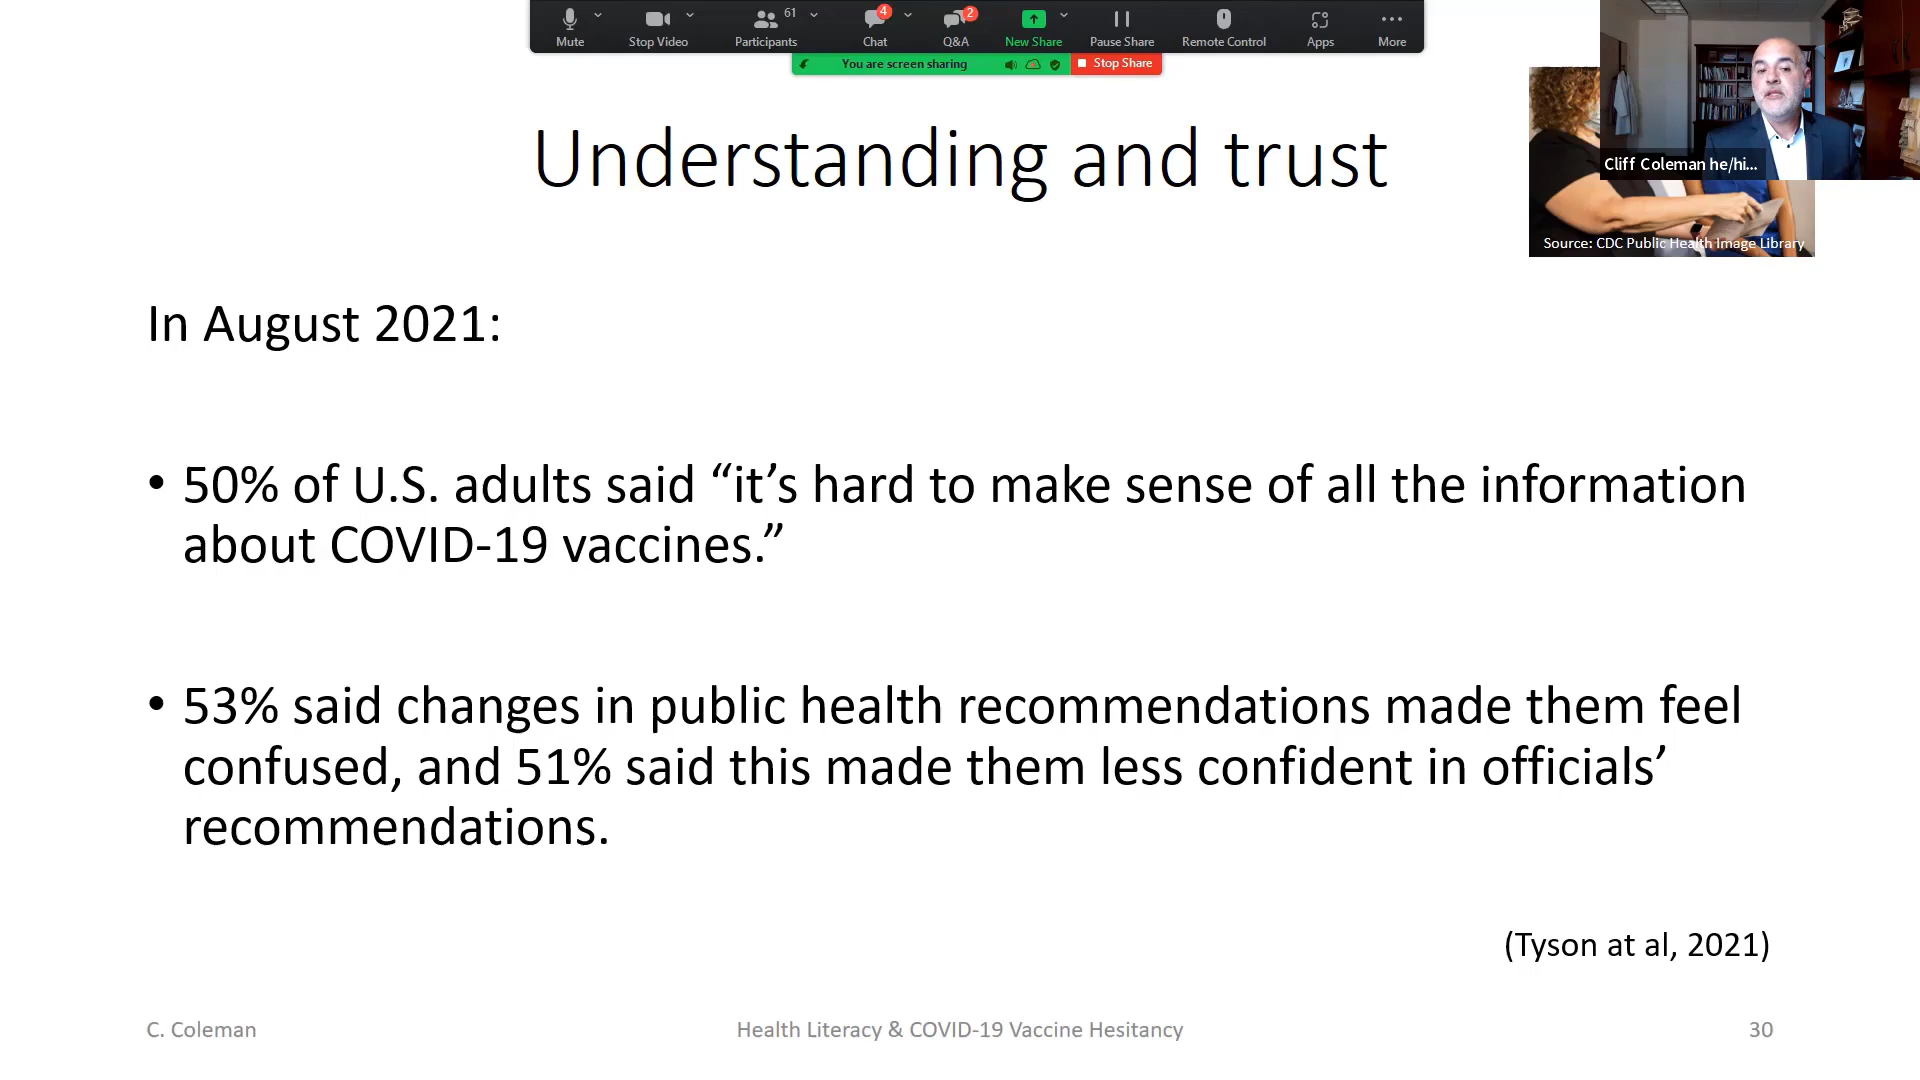 61
4
2
Mute
Stop Video
Participants
Chat
Q&A
New Share
Pause Share
Remote Control
Apps
More
You are screen sharing
Stop Share
Understanding and trust
Cliff Coleman he/hi...
Source: CDC Public Health Image Library
In August 2021:
• 50% of U.S. adults said “it’s hard to make sense of all the information
about COVID-19 vaccines.”
• 53% said changes in public health recommendations made them feel
confused, and 51% said this made them less confident in officials’
recommendations.
(Tyson at al, 2021)
C. Coleman
Health Literacy & COVID-19 Vaccine Hesitancy
30